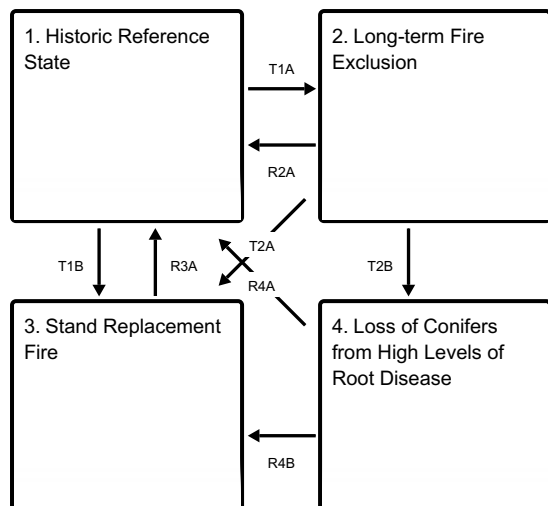 1. Historic Reference
State
T1A
2. Long-term Fire
Exclusion
R2A
T1B
R3A
T2A
R4A
T2B
3. Stand Replacement
Fire
4. Loss of Conifers
from High Levels of
Root Disease
R4B